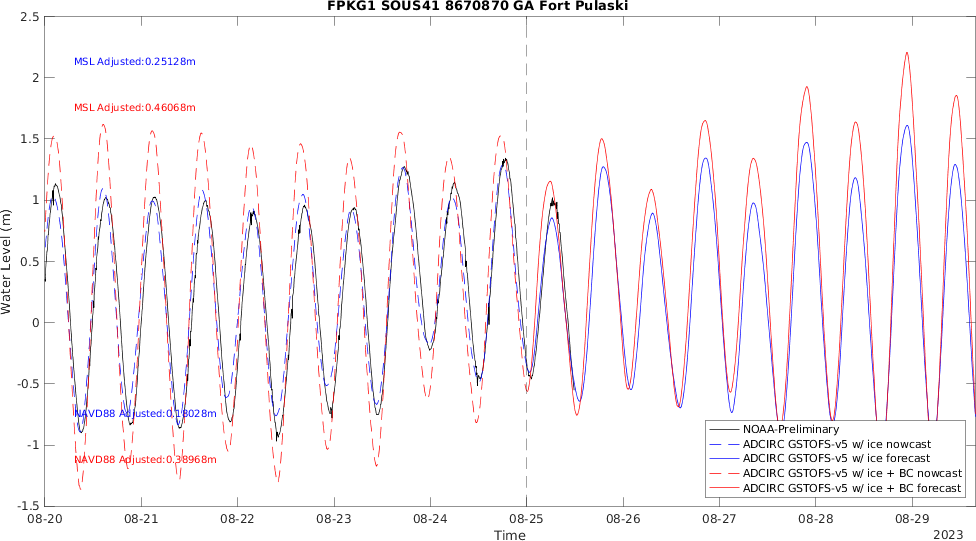 FPKG1 SOUS41 8670870 GA Fort Pulaski
2.5
MSL Adjusted:0.25128m
2
MSL Adjusted:0.46068m
1.5
1
0.5
0
-0.5
NAVD88 Adjusted:0.18028m
-1
NAVD88 Adjusted:0.38968m
-1.5
Water Level (m)
NOAA-Preliminary
ADCIRC GSTOFS-v5 w/ ice nowcast
ADCIRC GSTOFS-v5 w/ ice forecast
ADCIRC GSTOFS-v5 w/ ice + BC nowcast
ADCIRC GSTOFS-v5 w/ ice + BC forecast
08-20 08-21 08-22 08-23 08-24 08-25 08-26 08-27 08-28 08-29
Time
2023